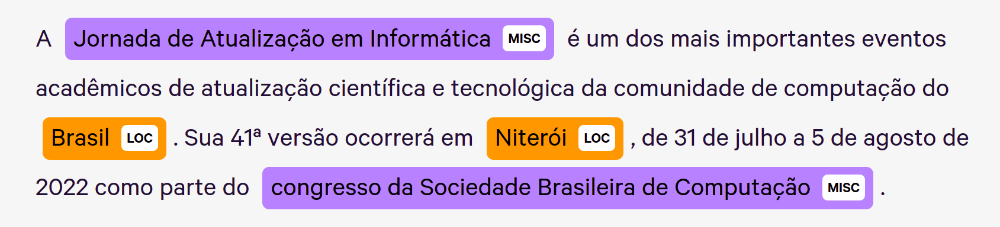 A Jornada de Atualização em Informática MISC é um dos mais importantes eventos
acadêmicos de atualização científica e tecnológica da comunidade de computação do
Brasil LOC . Sua 41ª versão ocorrerá em Niterói LOC , de 31 de julho a 5 de agosto de
2022 como parte do congresso da Sociedade Brasileira de Computação MISC .